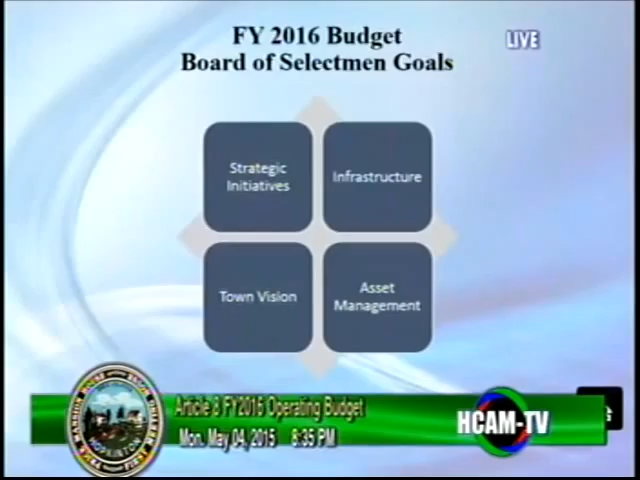 FY 2016 Budget
LIVE
Board of Selectmen Goals
Strategic
Initiatives
Infrastructure
Town Vision
Asset
Management
Article 8 FY2016 Operating Budget
Mon. May 04, 2015 8:35 PM
HCAM-TV
HOPKINTON